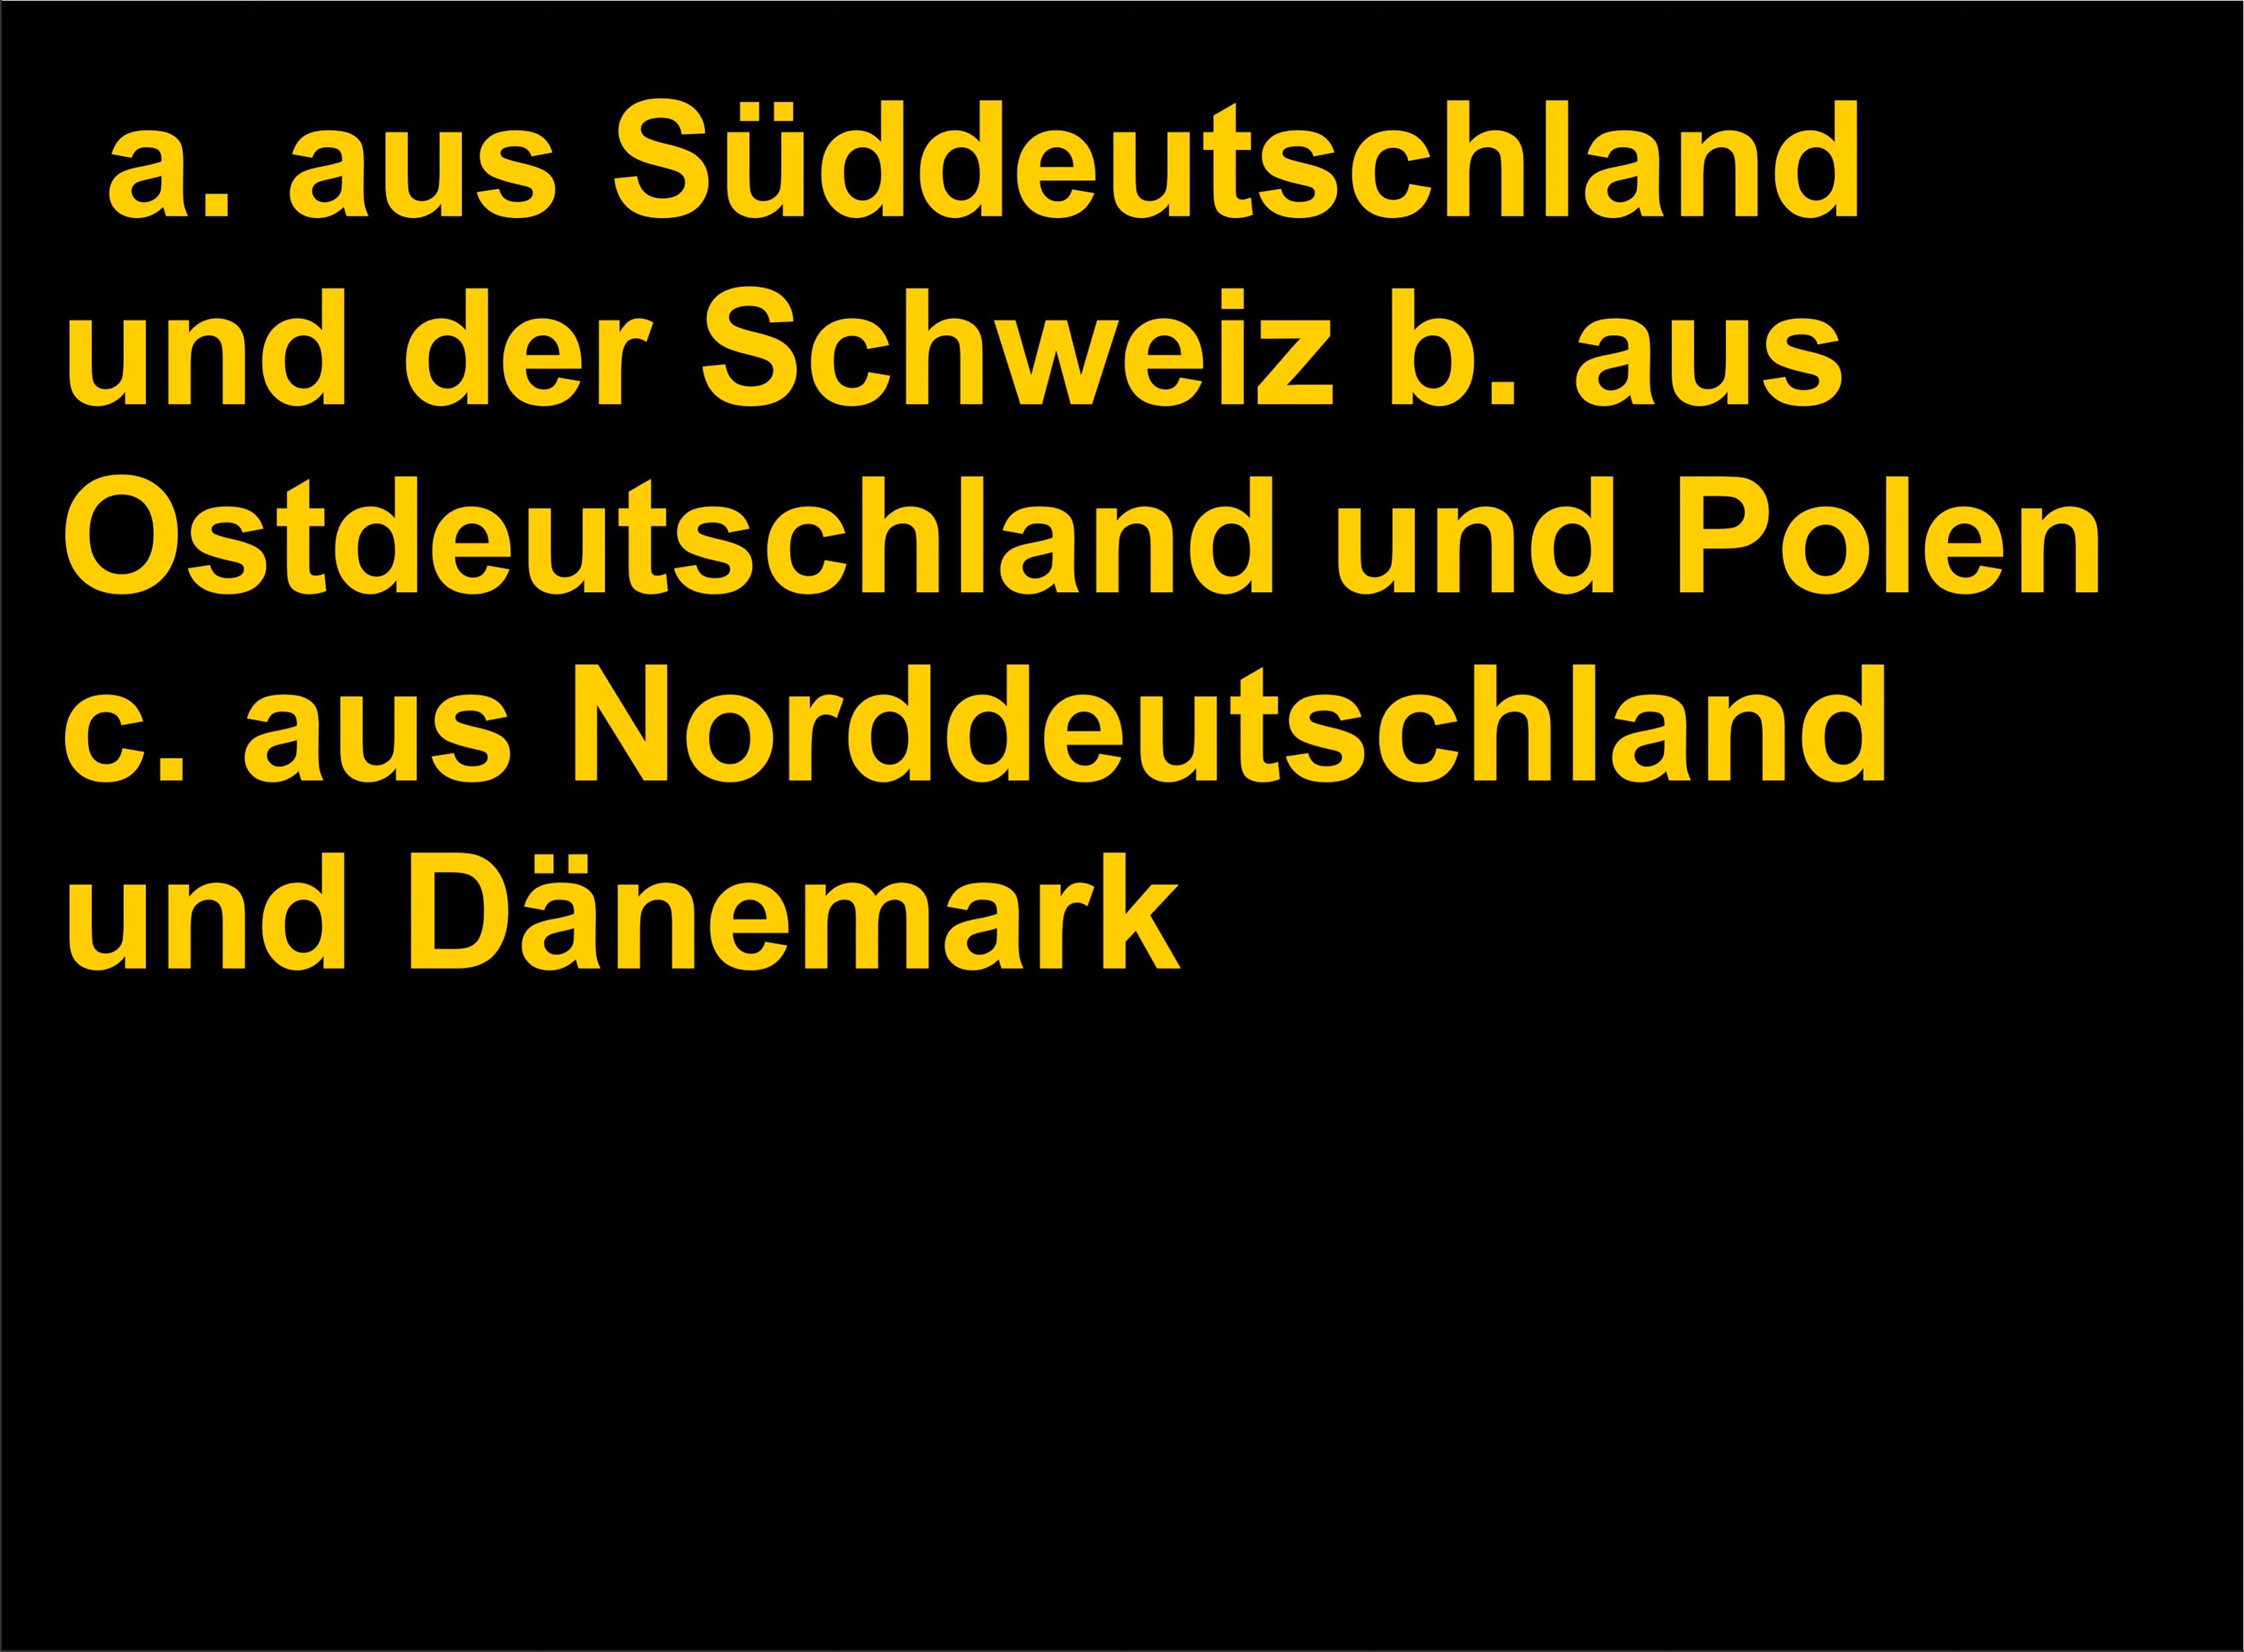 a. aus Süddeutschland
und der Schweiz b. aus
Ostdeutschland und Polen
c. aus Norddeutschland
und Dänemark